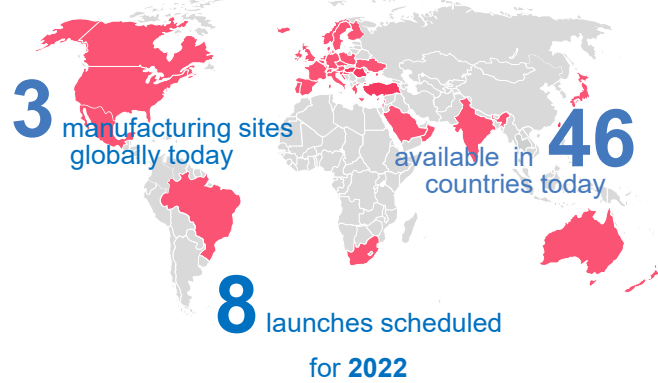 3 manufacturing sites
globally today
available in 46
countries today
8 launches scheduled
for 2022